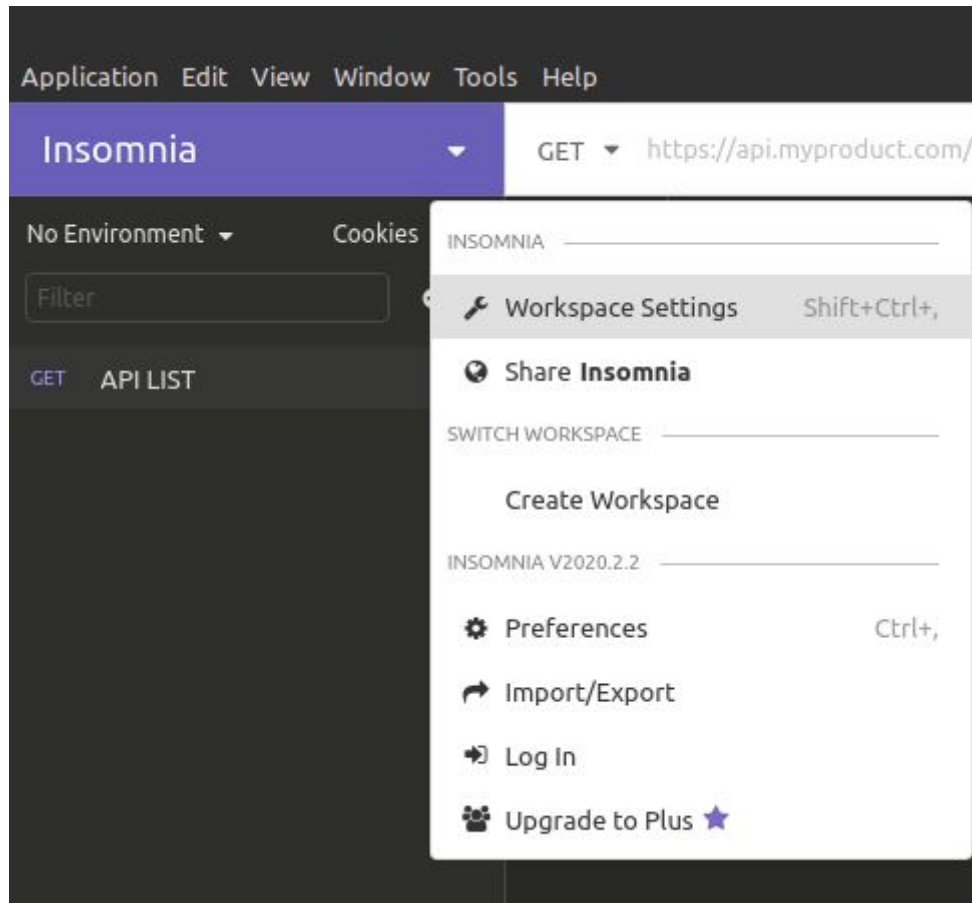 Application Edit View Window Tools Help
Insomnia
GET https://api.myproduct.com/
No Environment Cookies
Filter
GET API LIST
INSOMNIA
Workspace Settings Shift+Ctrl+,
Share Insomnia
SWITCH WORKSPACE
Create Workspace
INSOMNIA V2020.2.2
Preferences Ctrl+,
Import/Export
Log In
Upgrade to Plus